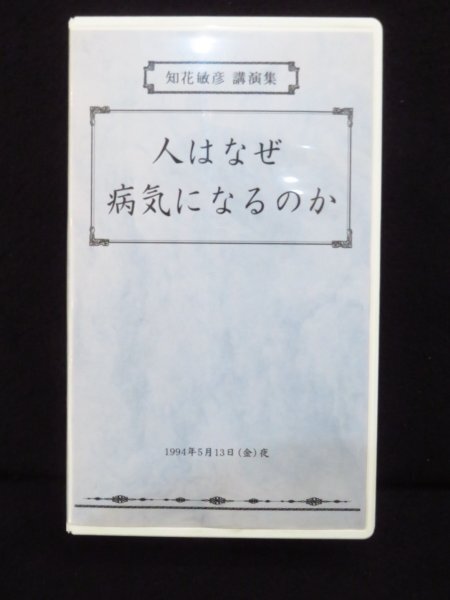 知花敏彦 講演集
人はなぜ
病気になるのか
1994年5月13日(金)夜